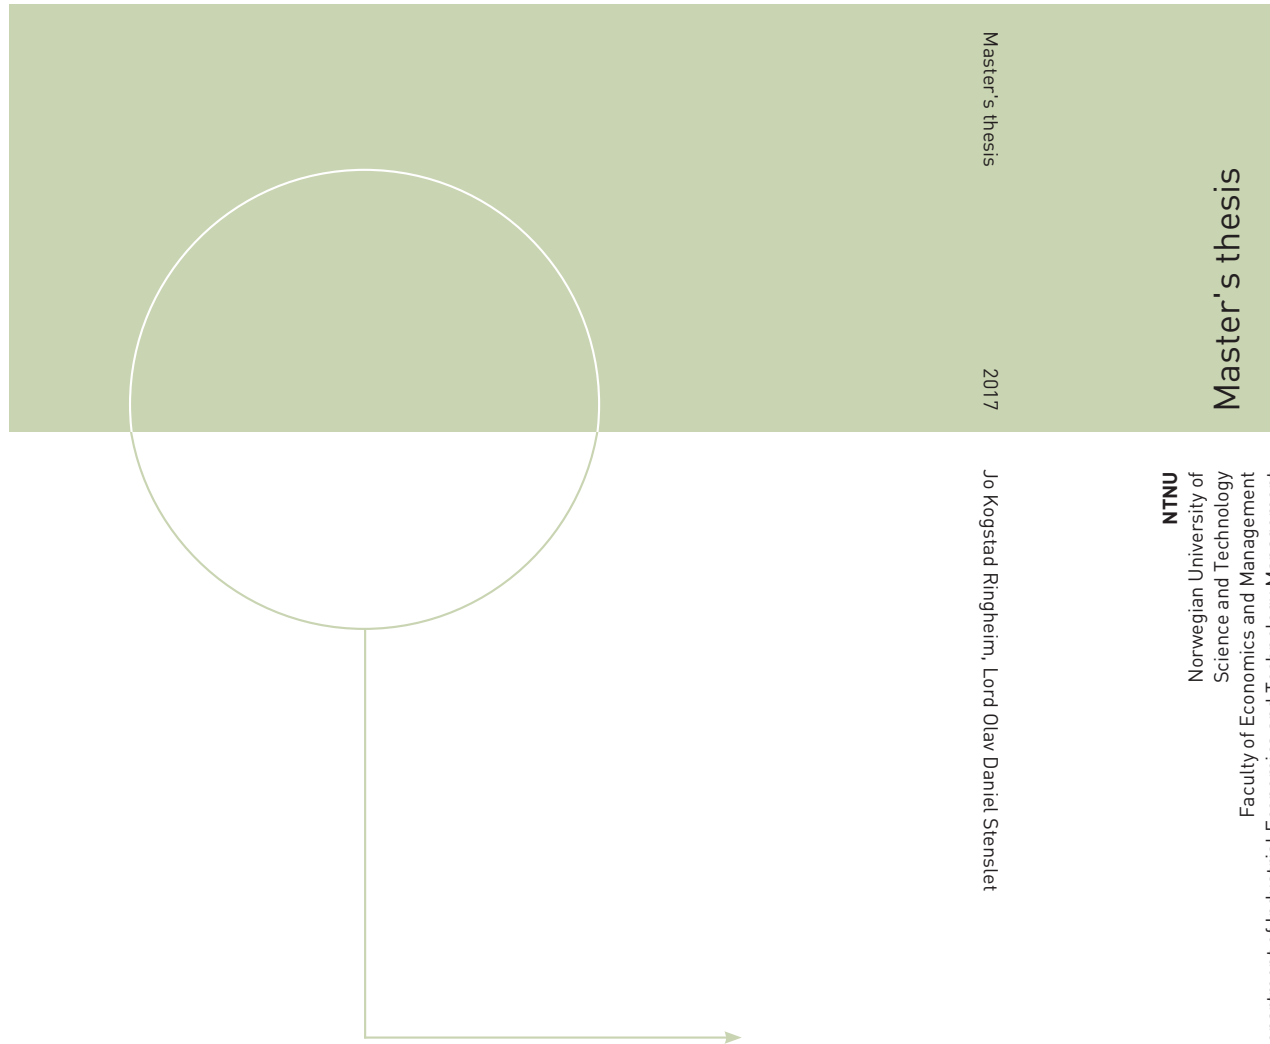 Master's thesis
2017
Jo Kogstad Ringheim, Lord Olav Daniel Stenslet
Master's thesis
NTNU
Norwegian University of
Science and Technology
Faculty of Economics and Management